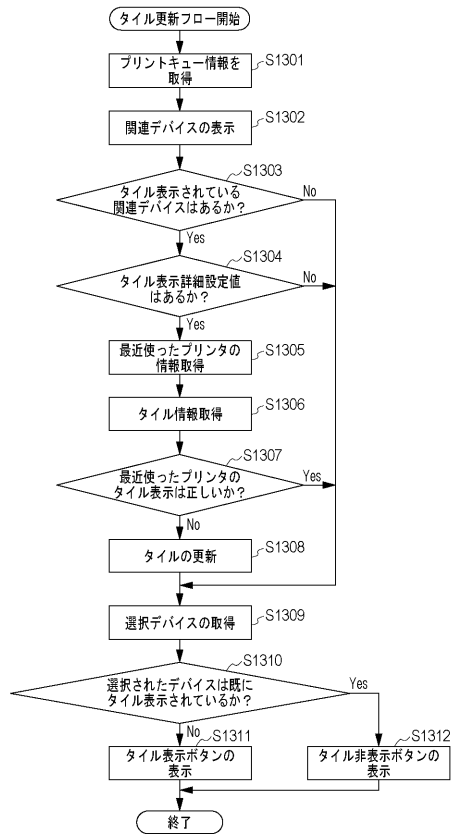 タイル更新フロー開始
プリントキュー情報を
取得
S1301
関連デバイスの表示
S1302
S1303
タイル表示されている
関連デバイスはあるか？
No
Yes
S1304
タイル表示詳細設定値
はあるか？
No
Yes
最近使ったプリンタの
情報取得
S1305
タイル情報取得
S1306
S1307
最近使ったプリンタの
タイル表示は正しいか？
Yes
No
タイルの更新
S1308
選択デバイスの取得
S1309
S1310
選択されたデバイスは既に
タイル表示されているか？
Yes
No
S1311
タイル表示ボタンの
表示
S1312
タイル非表示ボタンの
表示
終了